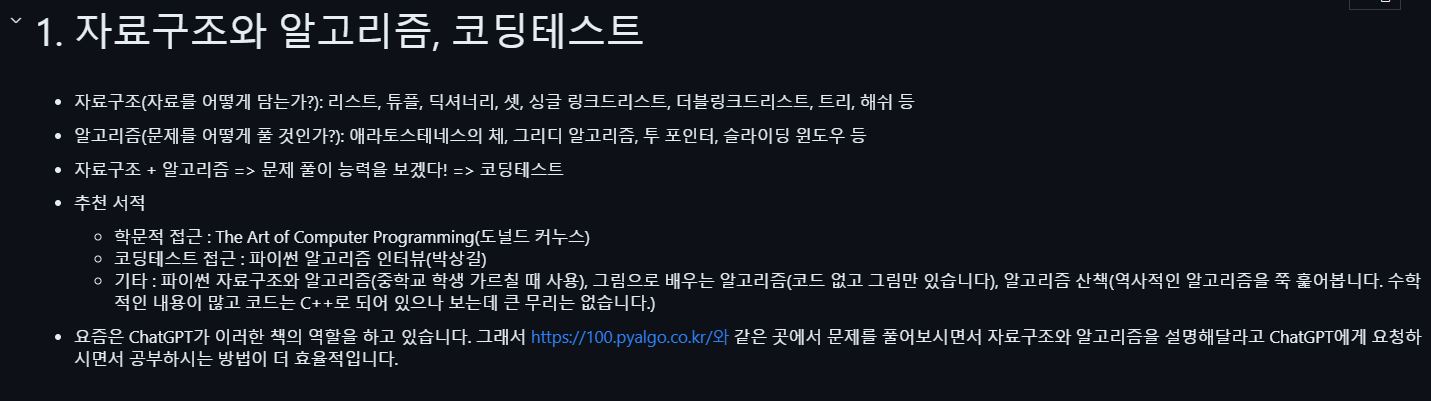 1. 자료구조와 알고리즘, 코딩테스트
• 자료구조(자료를 어떻게 담는가?): 리스트, 튜플, 딕셔너리, 셋, 싱글 링크드리스트, 더블링크드리스트, 트리, 해쉬 등
• 알고리즘(문제를 어떻게 풀 것인가?): 애라토스테네스의 체, 그리디 알고리즘, 투 포인터, 슬라이딩 윈도우 등
• 자료구조 + 알고리즘 => 문제 풀이 능력을 보겠다! => 코딩테스트
• 추천 서적
◦ 학문적 접근 : The Art of Computer Programming(도널드 커누스)
◦ 코딩테스트 접근 : 파이썬 알고리즘 인터뷰(박상길)
◦ 기타 : 파이썬 자료구조와 알고리즘(중학교 학생 가르칠 때 사용), 그림으로 배우는 알고리즘(코드 없고 그림만 있습니다), 알고리즘 산책(역사적인 알고리즘을 쭉 훑어봅니다. 수학
적인 내용이 많고 코드는 C++로 되어 있으나 보는데 큰 무리는 없습니다.)
• 요즘은 ChatGPT가 이러한 책의 역할을 하고 있습니다. 그래서 https://100.pyalgo.co.kr/와 같은 곳에서 문제를 풀어보시면서 자료구조와 알고리즘을 설명해달라고 ChatGPT에게 요청하
시면서 공부하시는 방법이 더 효율적입니다.